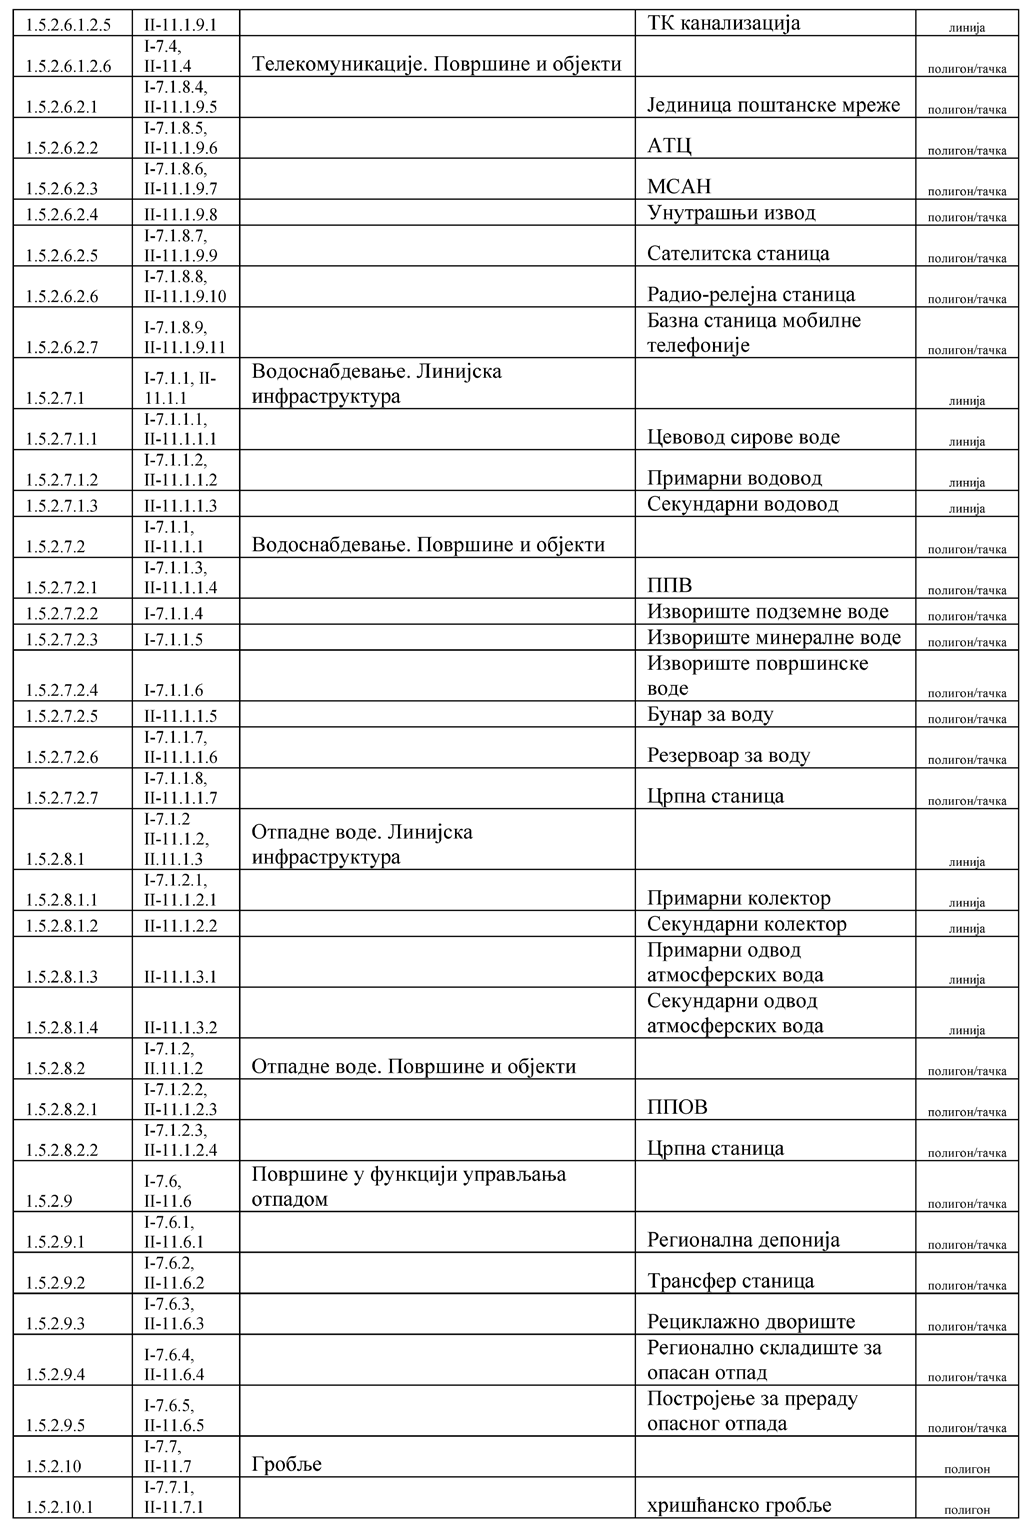 1.5.2.6.1.2.5 II-11.1.9.1 ТК канализација линија
I-7.4,
1.5.2.6.1.2.6 II-11.4 Телекомуникације. Површине и објекти полигон/тачка
I-7.1.8.4,
1.5.2.6.2.1 II-11.1.9.5 Јединица поштанске мреже полигон/тачка
I-7.1.8.5,
1.5.2.6.2.2 II-11.1.9.6 АТЦ полигон/тачка
I-7.1.8.6,
1.5.2.6.2.3 II-11.1.9.7 МСАН полигон/тачка
1.5.2.6.2.4 II-11.1.9.8 Унутрашњи извод полигон/тачка
I-7.1.8.7,
1.5.2.6.2.5 II-11.1.9.9 Сателитска станица полигон/тачка
I-7.1.8.8,
1.5.2.6.2.6 II-11.1.9.10 Радио-релејна станица полигон/тачка
I-7.1.8.9, Базна станица мобилне
1.5.2.6.2.7 II-11.1.9.11 телефоније полигон/тачка
I-7.1.1, II- Водоснабдевање. Линијска
1.5.2.7.1 11.1.1 инфраструктура линија
I-7.1.1.1,
1.5.2.7.1.1 II-11.1.1.1 Цевовод сирове воде линија
I-7.1.1.2,
1.5.2.7.1.2 II-11.1.1.2 Примарни водовод линија
1.5.2.7.1.3 II-11.1.1.3 Секундарни водовод линија
I-7.1.1,
1.5.2.7.2 II-11.1.1 Водоснабдевање. Површине и објекти полигон/тачка
I-7.1.1.3,
1.5.2.7.2.1 II-11.1.1.4 ППВ полигон/тачка
1.5.2.7.2.2 I-7.1.1.4 Извориште подземне воде полигон/тачка
1.5.2.7.2.3 I-7.1.1.5 Извориште минералне воде полигон/тачка
Извориште површинске
1.5.2.7.2.4 I-7.1.1.6 воде полигон/тачка
1.5.2.7.2.5 II-11.1.1.5 Бунар за воду полигон/тачка
I-7.1.1.7,
1.5.2.7.2.6 II-11.1.1.6 Резервоар за воду полигон/тачка
I-7.1.1.8,
1.5.2.7.2.7 II-11.1.1.7 Црпна станица полигон/тачка
I-7.1.2
II-11.1.2, Отпадне воде. Линијска
1.5.2.8.1 II.11.1.3 инфраструктура линија
I-7.1.2.1,
1.5.2.8.1.1 II-11.1.2.1 Примарни колектор линија
1.5.2.8.1.2 II-11.1.2.2 Секундарни колектор линија
Примарни одвод
1.5.2.8.1.3 II-11.1.3.1 атмосферских вода линија
Секундарни одвод
1.5.2.8.1.4 II-11.1.3.2 атмосферских вода линија
I-7.1.2,
1.5.2.8.2 II.11.1.2 Отпадне воде. Површине и објекти полигон/тачка
I-7.1.2.2,
1.5.2.8.2.1 II-11.1.2.3 ППОВ полигон/тачка
I-7.1.2.3,
1.5.2.8.2.2 II-11.1.2.4 Црпна станица полигон/тачка
I-7.6, Површине у функцији управљања
1.5.2.9 II-11.6 отпадом полигон/тачка
I-7.6.1,
1.5.2.9.1 II-11.6.1 Регионална депонија полигон/тачка
I-7.6.2,
1.5.2.9.2 II-11.6.2 Трансфер станица полигон/тачка
I-7.6.3,
1.5.2.9.3 II-11.6.3 Рециклажно двориште полигон/тачка
I-7.6.4, Регионално складиште за
1.5.2.9.4 II-11.6.4 опасан отпад полигон/тачка
I-7.6.5, Постројење за прераду
1.5.2.9.5 II-11.6.5 опасног отпада полигон/тачка
I-7.7,
1.5.2.10 II-11.7 Гробље полигон
I-7.7.1,
1.5.2.10.1 II-11.7.1 хришћанско гробље полигон